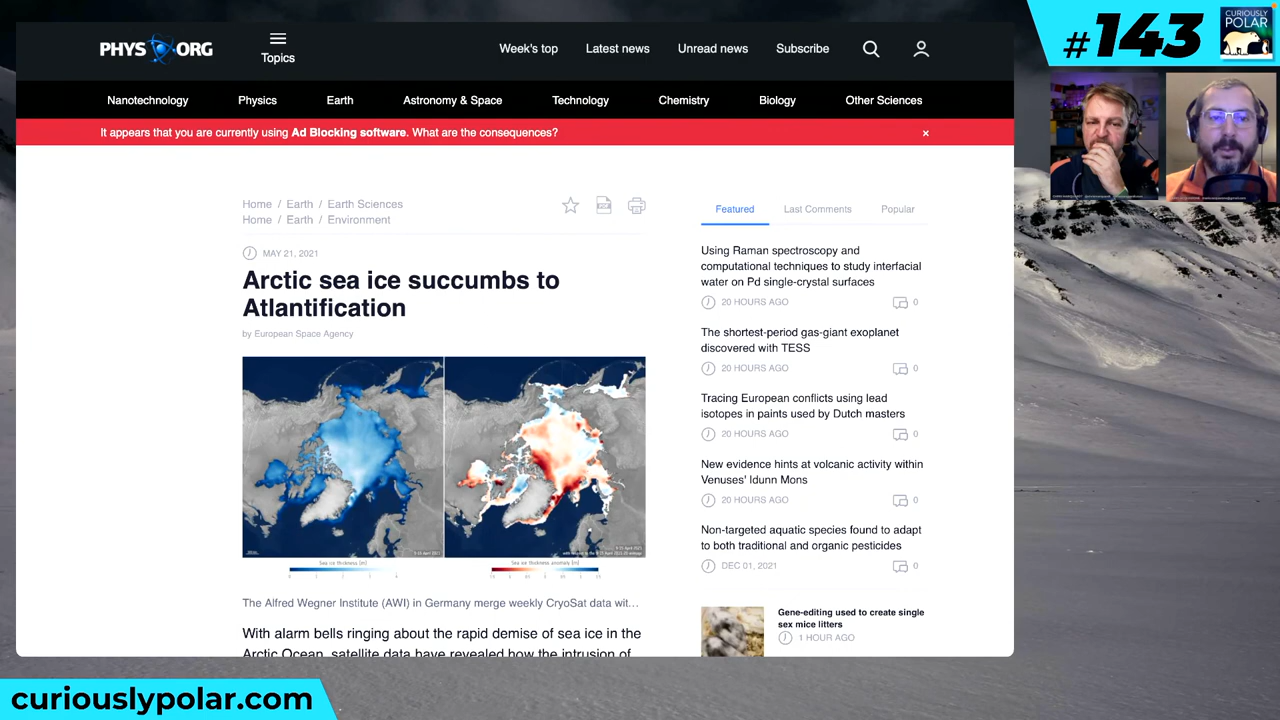 PHYS ORG
Topics
Week's top
Latest news
Unread news
Subscribe
Nanotechnology
Physics
Earth
Astronomy & Space
Technology
Chemistry
Biology
Other Sciences
It appears that you are currently using Ad Blocking software. What are the consequences?
×
Home / Earth / Earth Sciences
Home / Earth / Environment
PDF
MAY 21, 2021
Arctic sea ice succumbs to
Atlantification
by European Space Agency
Sea ice thickness [m]
Sea ice thickness anomaly [m]
The Alfred Wegner Institute (AWI) in Germany merge weekly CryoSat data wit…
With alarm bells ringing about the rapid demise of sea ice in the
Arctic Ocean, satellite data have revealed how the intrusion of
Featured
Last Comments
Popular
Using Raman spectroscopy and
computational techniques to study interfacial
water on Pd single-crystal surfaces
20 HOURS AGO
0
The shortest-period gas-giant exoplanet
discovered with TESS
20 HOURS AGO
0
Tracing European conflicts using lead
isotopes in paints used by Dutch masters
20 HOURS AGO
0
New evidence hints at volcanic activity within
Venuses' Idunn Mons
20 HOURS AGO
0
Non-targeted aquatic species found to adapt
to both traditional and organic pesticides
DEC 01, 2021
0
Gene-editing used to create single
sex mice litters
1 HOUR AGO
#143
CURIOUSLY
POLAR
curiouslypolar.com